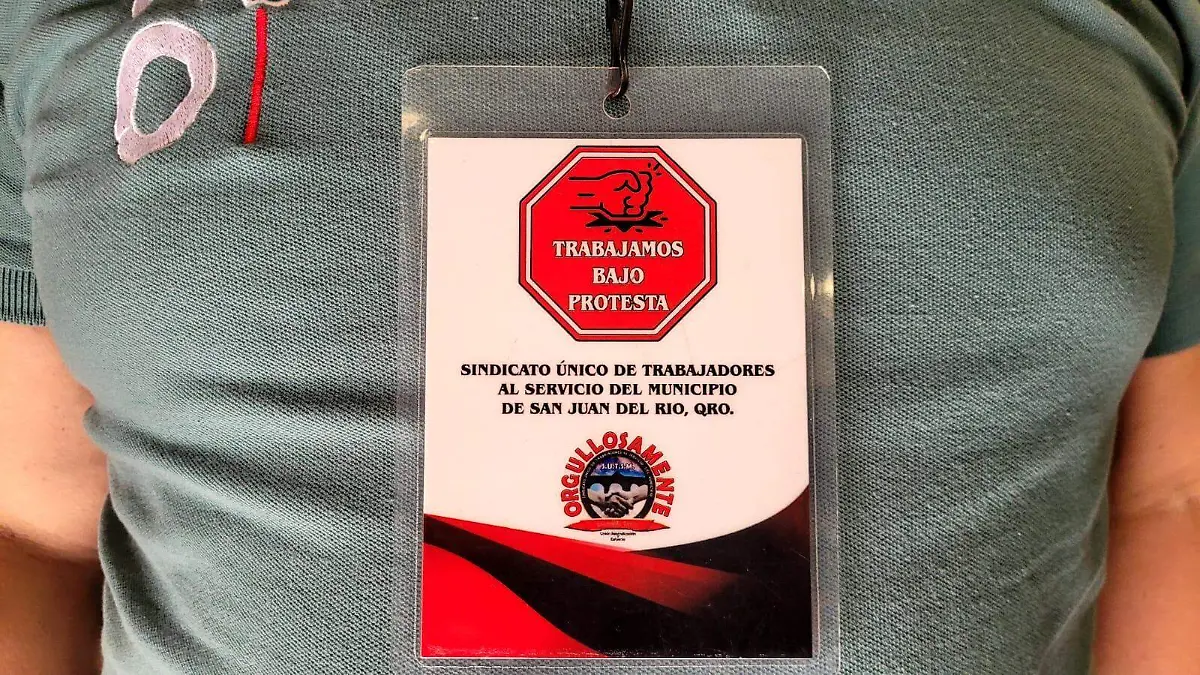 TRABAJAMOS
BAJO
PROTESTA
SINDICATO ÚNICO DE TRABAJADORES
AL SERVICIO DEL MUNICIPIO
DE SAN JUAN DEL RIO, QRO.
ORGULLOSAMENTE